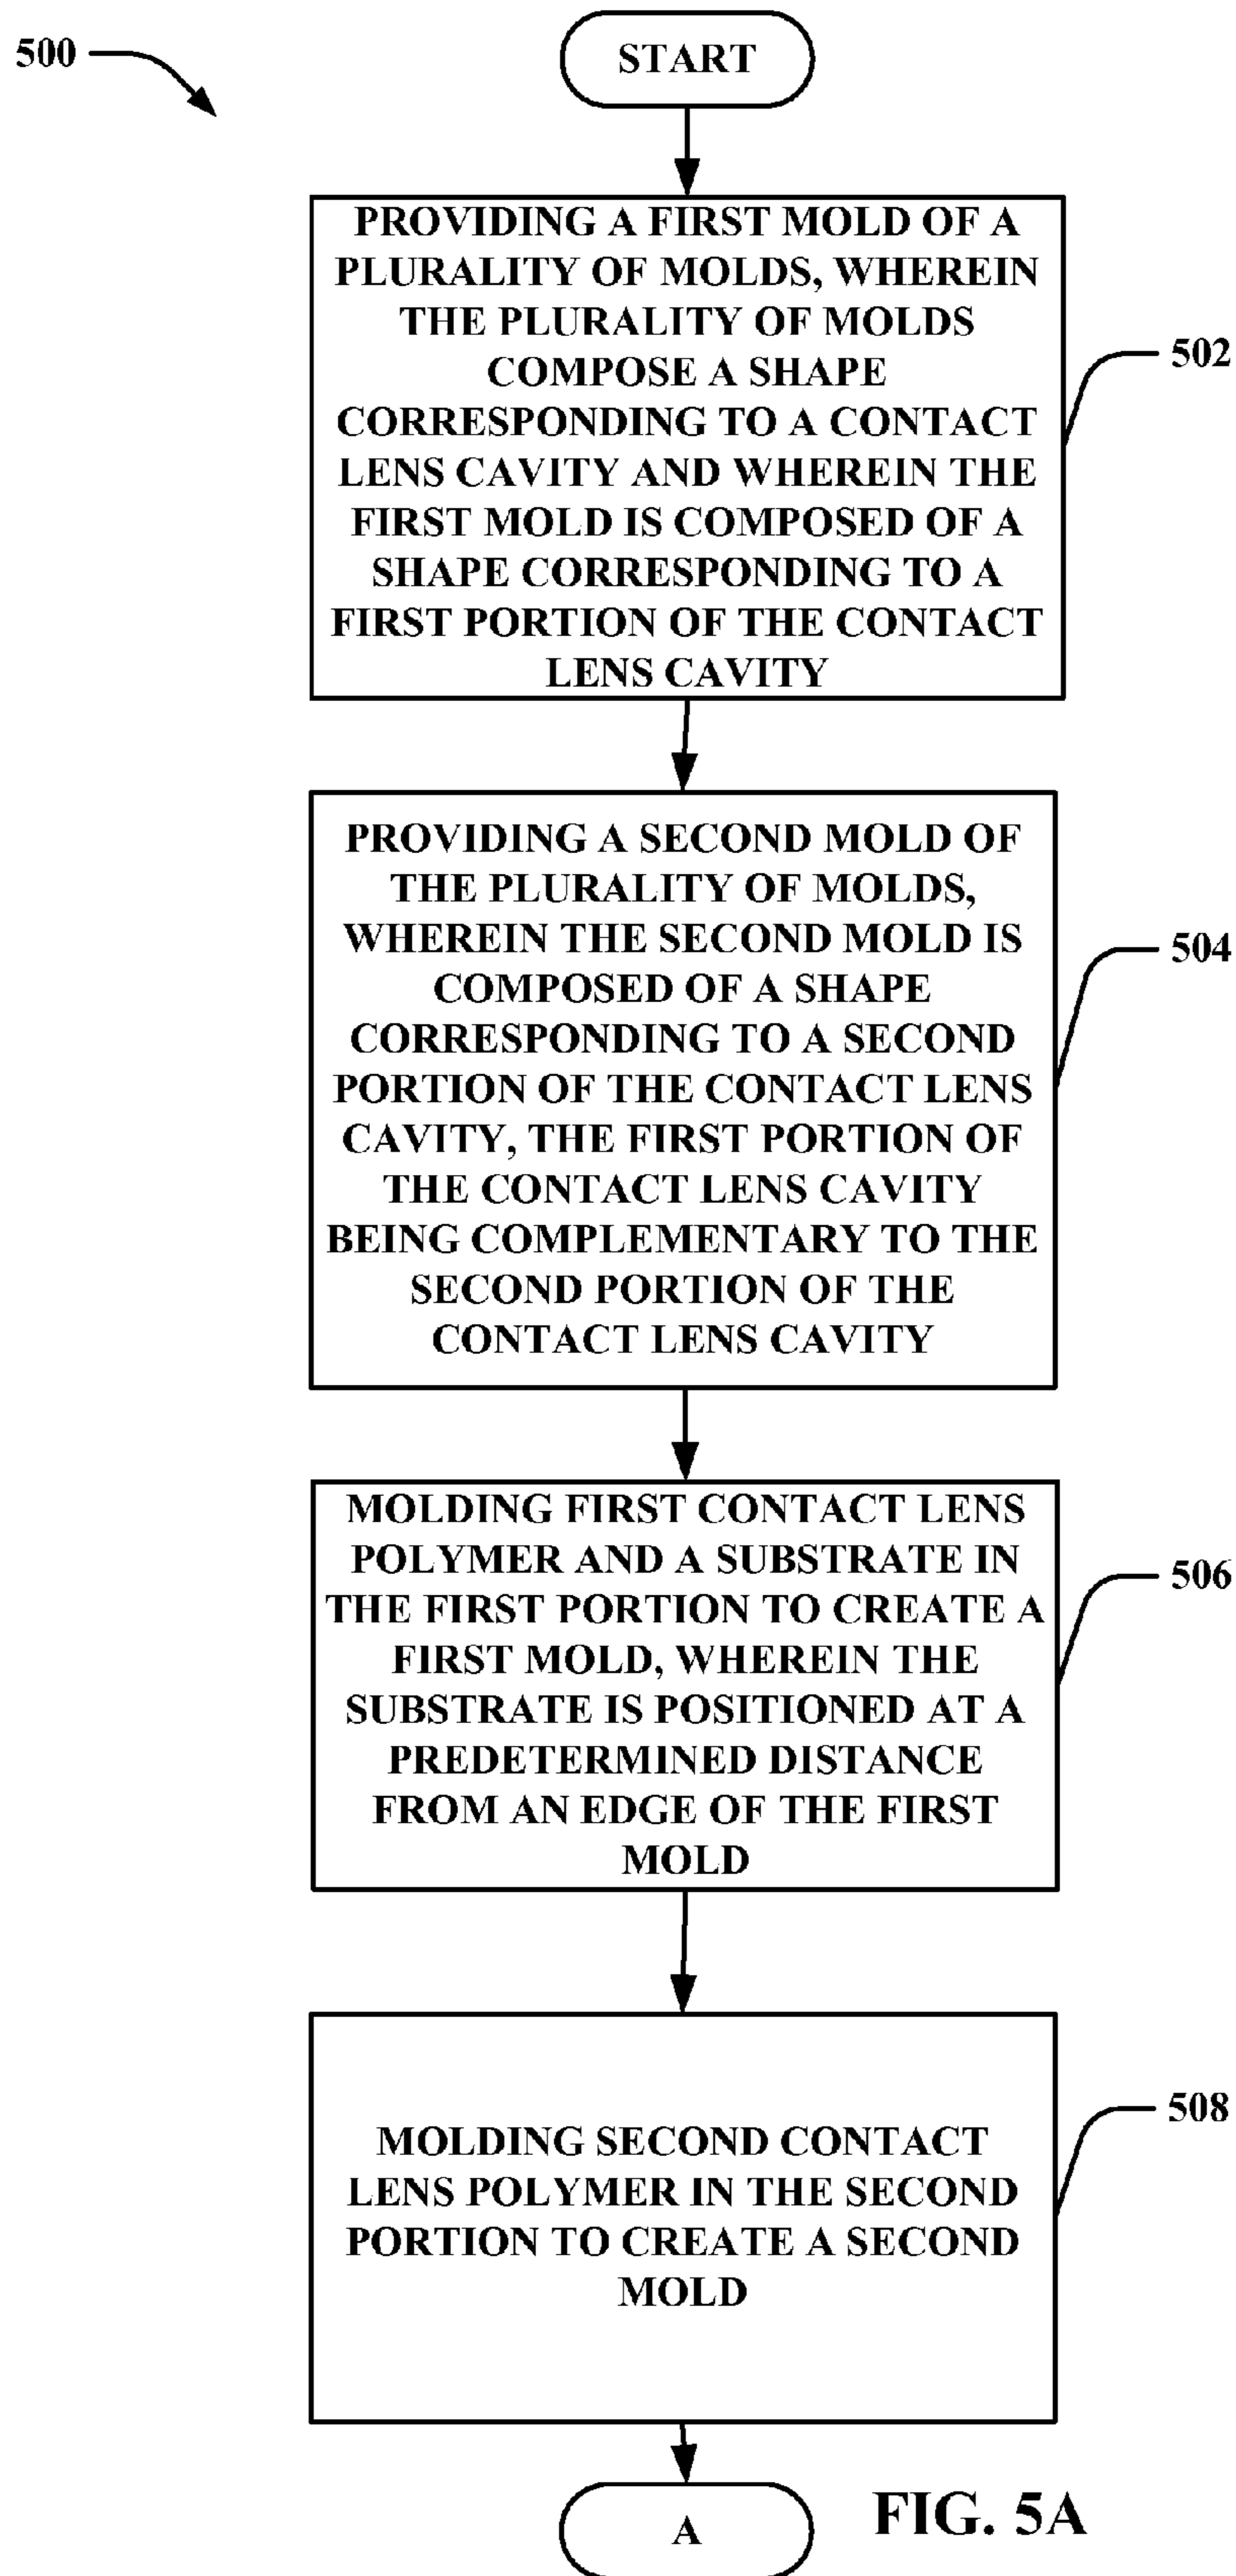 500
START
PROVIDING A FIRST MOLD OF A
PLURALITY OF MOLDS, WHEREIN
THE PLURALITY OF MOLDS
COMPOSE A SHAPE
CORRESPONDING TO A CONTACT
LENS CAVITY AND WHEREIN THE
FIRST MOLD IS COMPOSED OF A
SHAPE CORRESPONDING TO A
FIRST PORTION OF THE CONTACT
LENS CAVITY
502
PROVIDING A SECOND MOLD OF
THE PLURALITY OF MOLDS,
WHEREIN THE SECOND MOLD IS
COMPOSED OF A SHAPE
CORRESPONDING TO A SECOND
PORTION OF THE CONTACT LENS
CAVITY, THE FIRST PORTION OF
THE CONTACT LENS CAVITY
BEING COMPLEMENTARY TO THE
SECOND PORTION OF THE
CONTACT LENS CAVITY
504
MOLDING FIRST CONTACT LENS
POLYMER AND A SUBSTRATE IN
THE FIRST PORTION TO CREATE A
FIRST MOLD, WHEREIN THE
SUBSTRATE IS POSITIONED AT A
PREDETERMINED DISTANCE
FROM AN EDGE OF THE FIRST
MOLD
506
MOLDING SECOND CONTACT
LENS POLYMER IN THE SECOND
PORTION TO CREATE A SECOND
MOLD
508
A
FIG. 5A